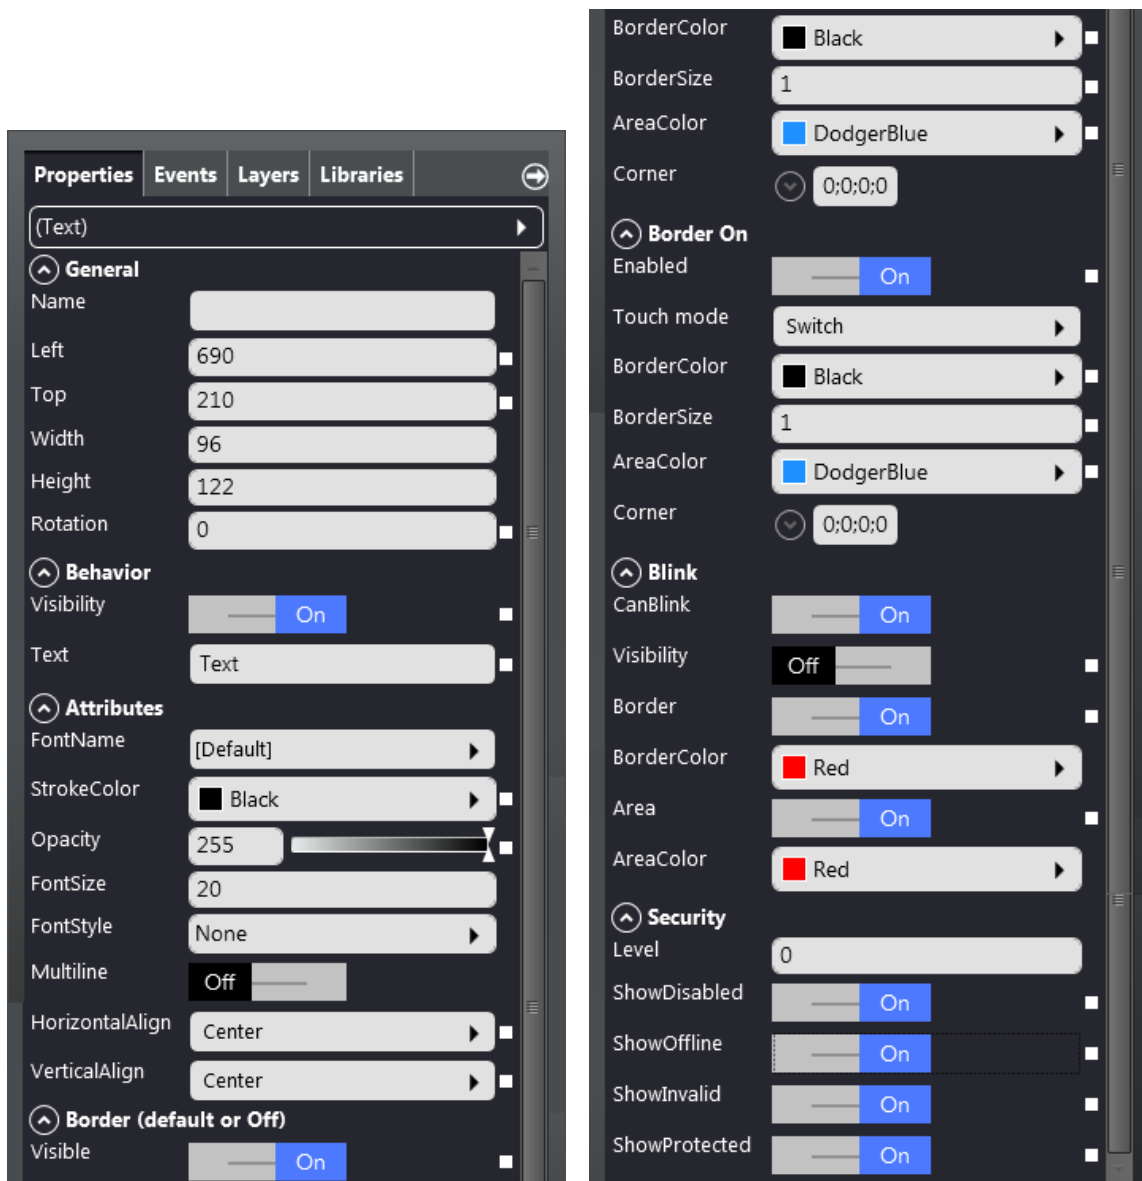 Properties Events Layers Libraries
(Text)
General
Name
Left 690
Top 210
Width 96
Height 122
Rotation 0
Behavior
Visibility On
Text Text
Attributes
FontName [Default]
StrokeColor Black
Opacity 255
FontSize 20
FontStyle None
Multiline Off
HorizontalAlign Center
VerticalAlign Center
Border (default or Off)
Visible On
BorderColor Black
BorderSize 1
AreaColor DodgerBlue
Corner 0;0;0;0
Border On
Enabled On
Touch mode Switch
BorderColor Black
BorderSize 1
AreaColor DodgerBlue
Corner 0;0;0;0
Blink
CanBlink On
Visibility Off
Border On
BorderColor Red
Area On
AreaColor Red
Security
Level 0
ShowDisabled On
ShowOffline On
ShowInvalid On
ShowProtected On